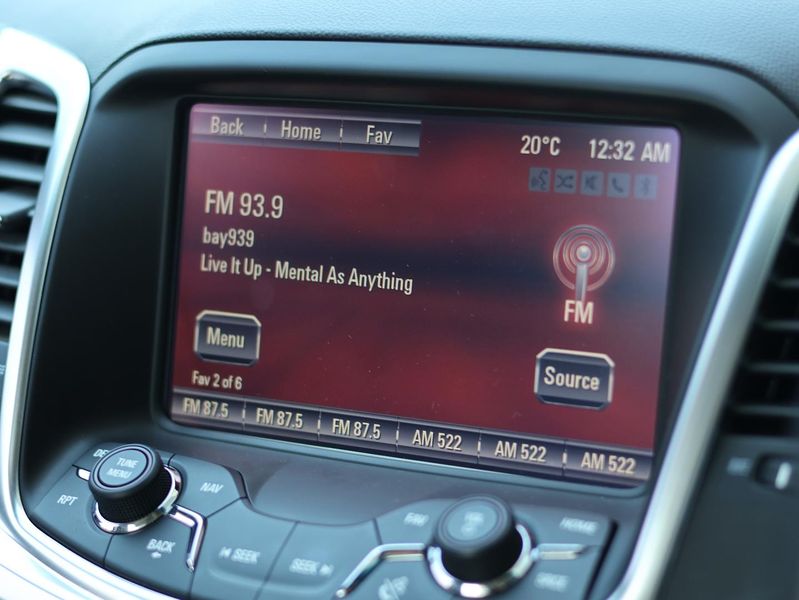 Back Home Fav
20°C 12:32 AM
FM 93.9
bay939
Live It Up - Mental As Anything
FM
Menu
Source
Fav 2 of 6
FM 87.5 FM 87.5 FM 87.5 AM 522 AM 522 AM 522
TUNE
MENU
RPT
NAV
BACK
SEEK
SEEK
FAV
HOME